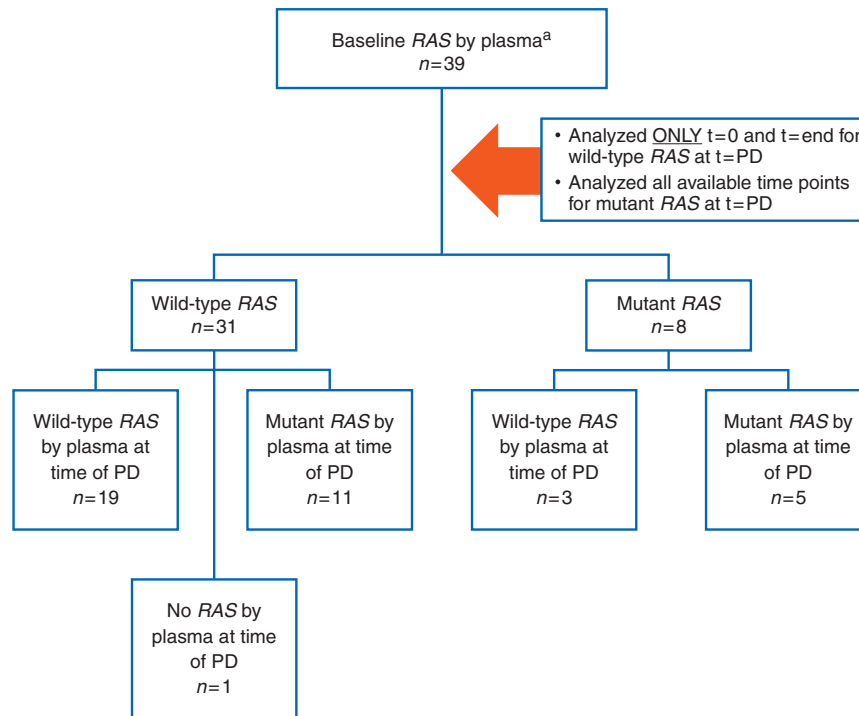 Baseline RAS by plasmaᵃ
n=39
• Analyzed ONLY t=0 and t=end for
wild-type RAS at t=PD
• Analyzed all available time points
for mutant RAS at t=PD
Wild-type RAS
n=31
Mutant RAS
n=8
Wild-type RAS
by plasma at
time of PD
n=19
Mutant RAS by
plasma at time
of PD
n=11
Wild-type RAS
by plasma at
time of PD
n=3
Mutant RAS by
plasma at time
of PD
n=5
No RAS by
plasma at time
of PD
n=1